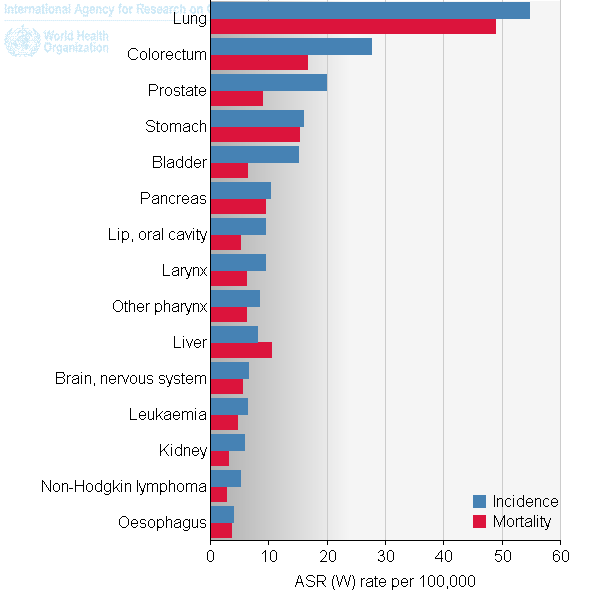 International Agency for Research on
World Health
Organization
Lung
Colorectum
Prostate
Stomach
Bladder
Pancreas
Lip, oral cavity
Larynx
Other pharynx
Liver
Brain, nervous system
Leukaemia
Kidney
Non-Hodgkin lymphoma
Oesophagus
Incidence
Mortality
0 10 20 30 40 50 60
ASR (W) rate per 100,000